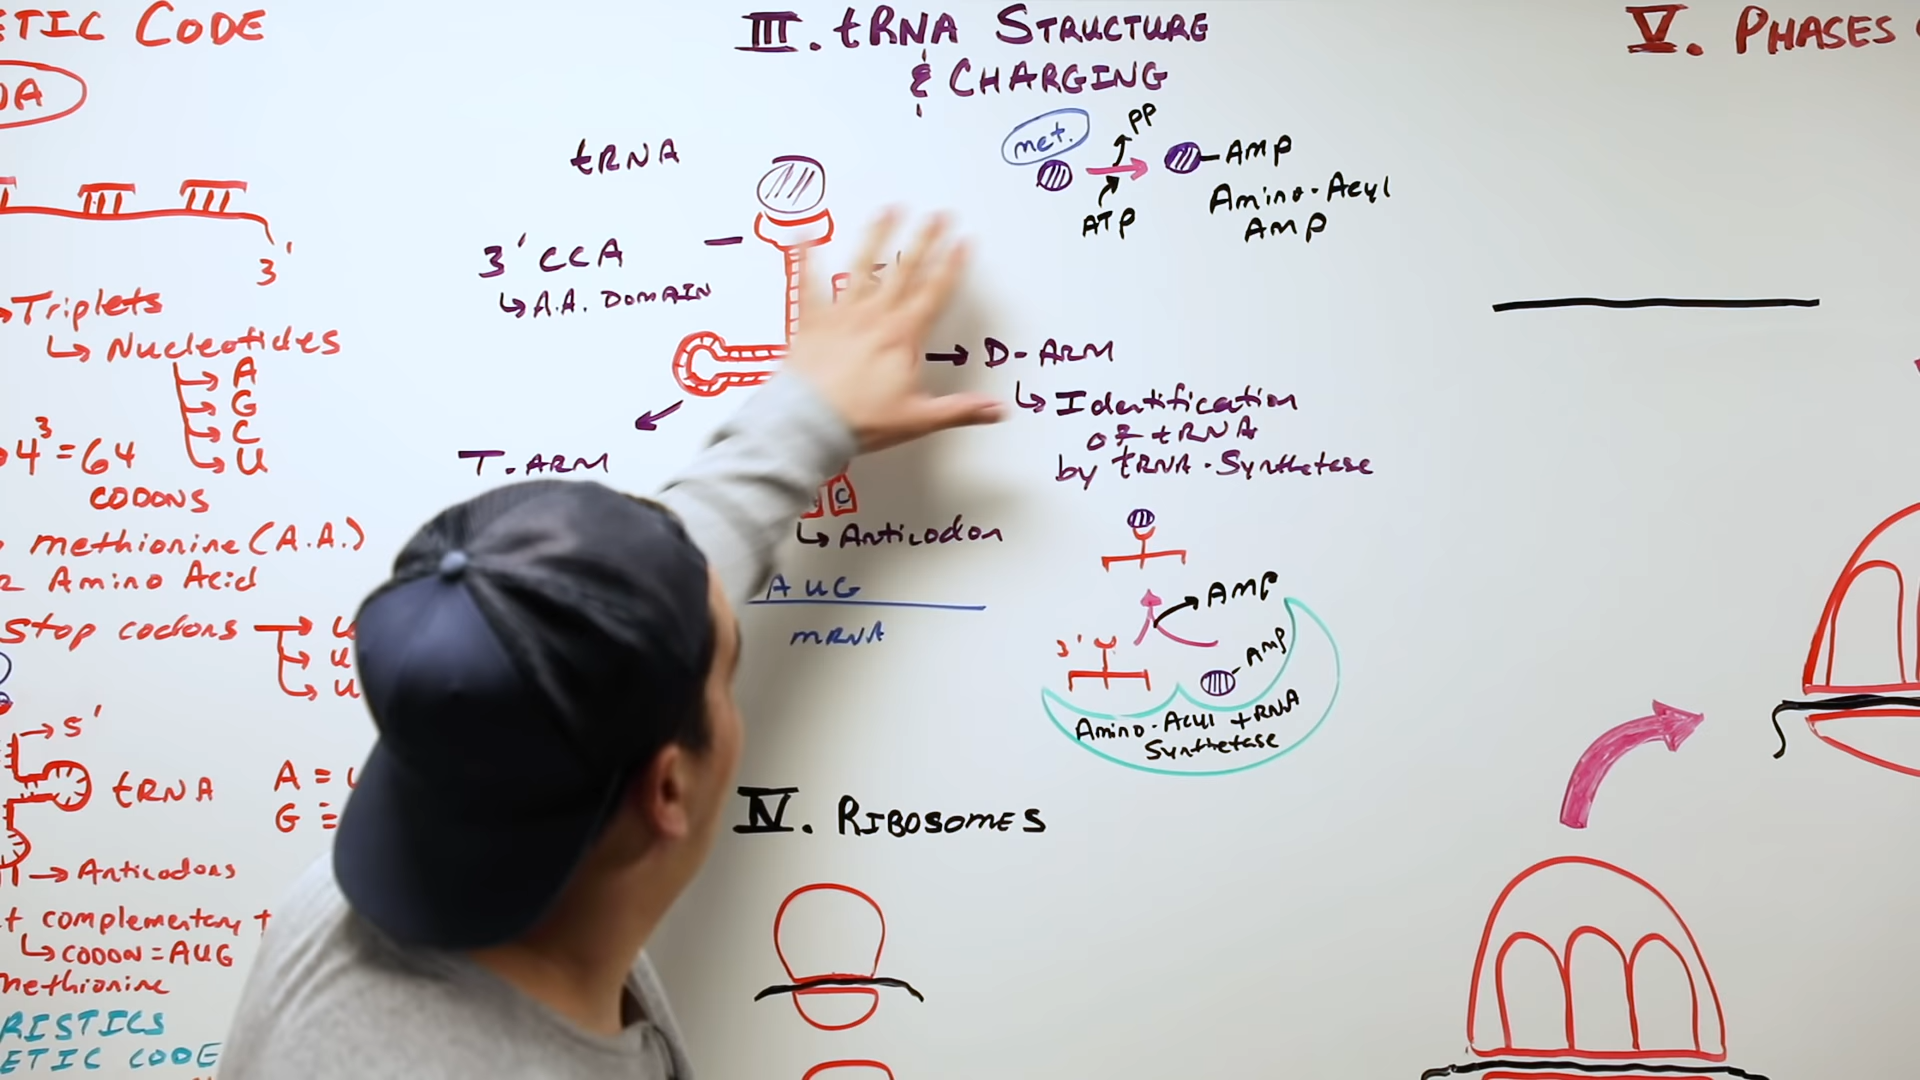 ETIC CODE
Triplets
Nucleotides
A
G
C
U
4³=64
CODONS
methionine (A.A.)
Amino Acid
Stop codons
U
U
U
3'
5'
tRNA
A =
G =
Anticodons
complementary
CODON = AUG
methionine
RISTICS
ETIC CODE
III. tRNA STRUCTURE
& CHARGING
tRNA
3' CCA
A.A. DOMAIN
T-ARM
D-ARM
Identification
of tRNA
by tRNA-Synthetase
C
Anticodon
AUG
mRNA
met.
PP
ATP
AMP
Amino-Acyl
AMP
AMP
3'
AMP
Amino-Acyl tRNA
Synthetase
IV. RIBOSOMES
V. PHASES